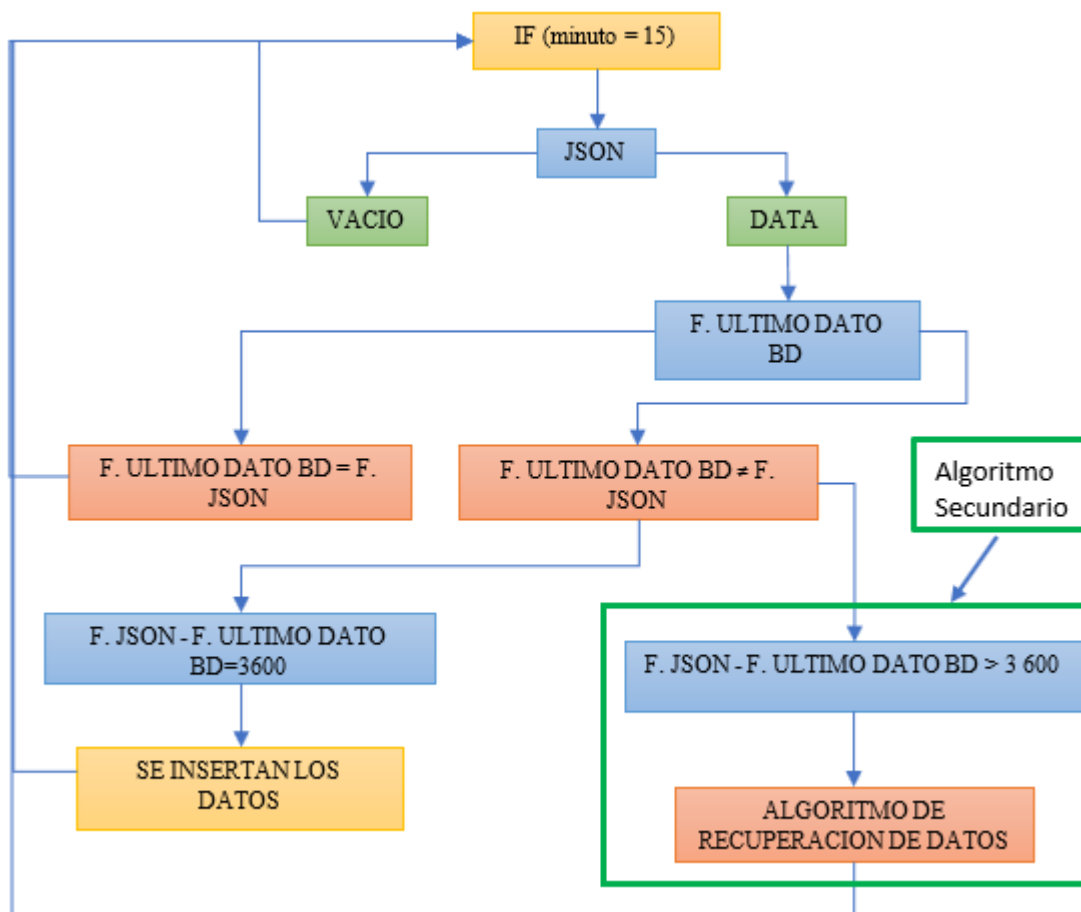 IF (minuto = 15)
JSON
VACIO
DATA
F. ULTIMO DATO
BD
F. ULTIMO DATO BD = F.
JSON
F. ULTIMO DATO BD ≠ F.
JSON
Algoritmo
Secundario
F. JSON - F. ULTIMO DATO
BD=3600
F. JSON - F. ULTIMO DATO BD > 3 600
SE INSERTAN LOS
DATOS
ALGORITMO DE
RECUPERACION DE DATOS